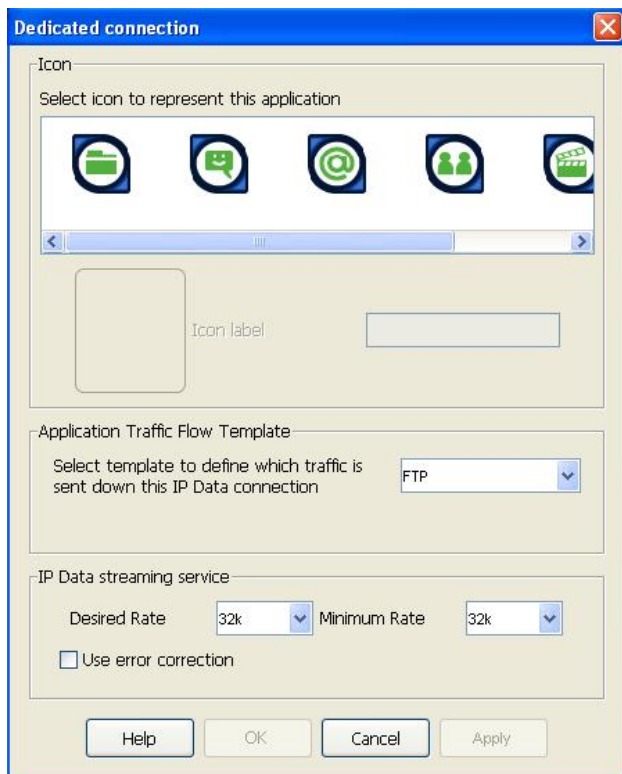 Dedicated connection
Icon
Select icon to represent this application
@
Icon label
Application Traffic Flow Template
Select template to define which traffic is
sent down this IP Data connection
FTP
IP Data streaming service
Desired Rate
32k
Minimum Rate
32k
Use error correction
Help
OK
Cancel
Apply